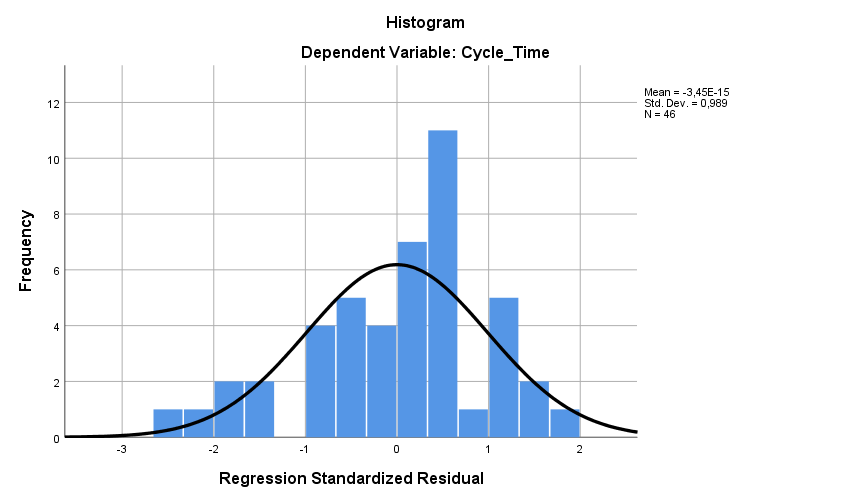 Histogram
Dependent Variable: Cycle_Time
Mean = -3,45E-15
Std. Dev. = 0,989
N = 46
Frequency
12
10
8
6
4
2
0
-3
-2
-1
0
1
2
Regression Standardized Residual